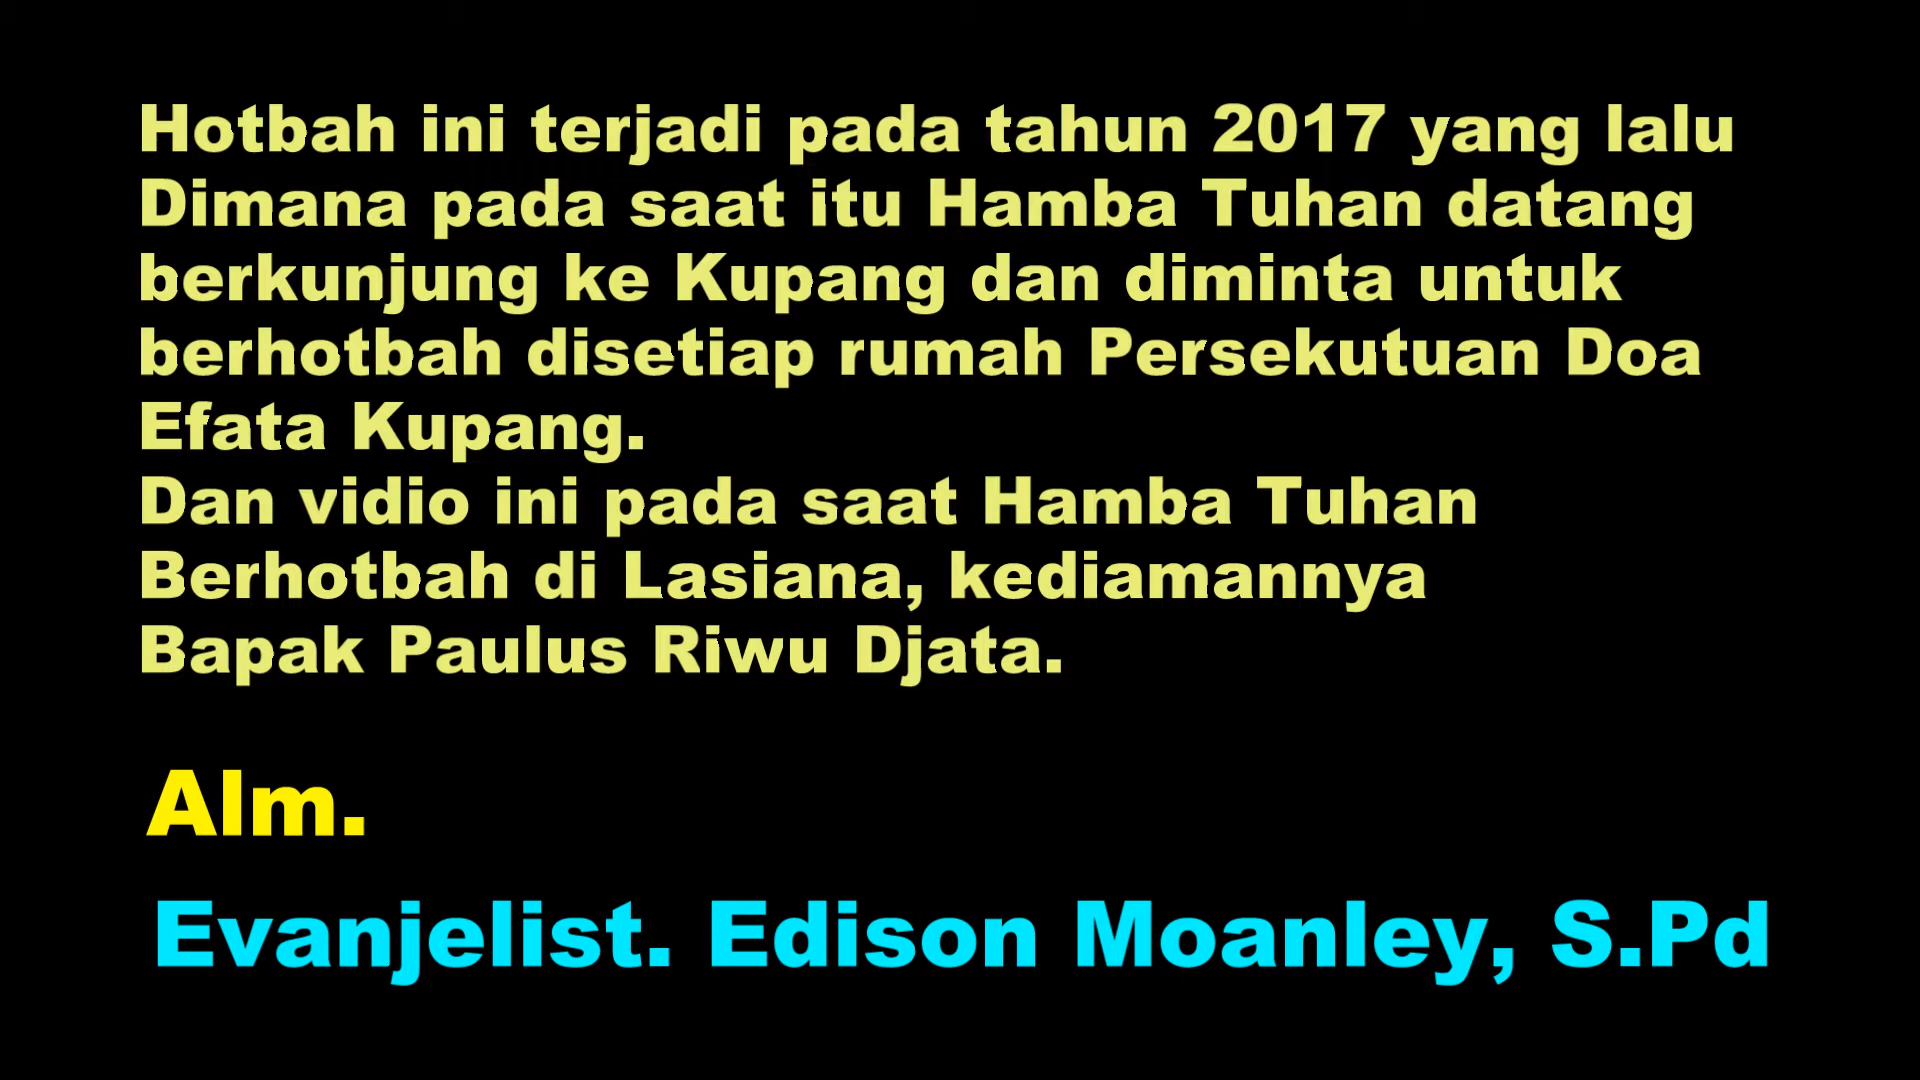 Hotbah ini terjadi pada tahun 2017 yang lalu
Dimana pada saat itu Hamba Tuhan datang
berkunjung ke Kupang dan diminta untuk
berhotbah disetiap rumah Persekutuan Doa
Efata Kupang.
Dan vidio ini pada saat Hamba Tuhan
Berhotbah di Lasiana, kediamannya
Bapak Paulus Riwu Djata.
Alm.
Evanjelist. Edison Moanley, S.Pd